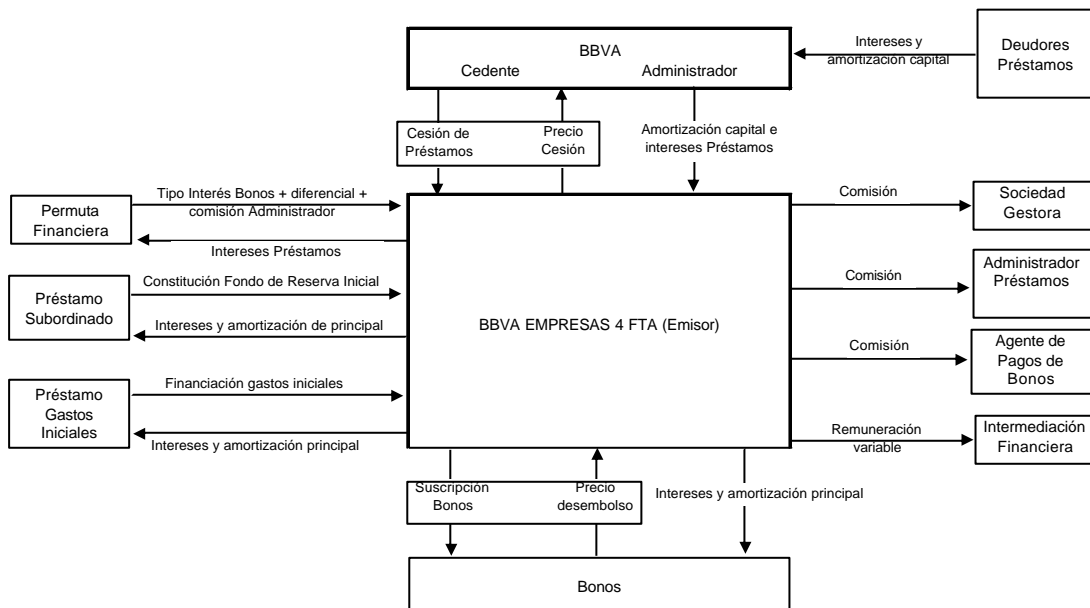 BBVA
Cedente
Administrador
Intereses y
amortización capital
Deudores
Préstamos
Cesión de
Préstamos
Precio
Cesión
Amortización capital e
intereses Préstamos
Permuta
Financiera
Tipo Interés Bonos + diferencial +
comisión Administrador
Intereses Préstamos
Préstamo
Subordinado
Constitución Fondo de Reserva Inicial
Intereses y amortización de principal
Préstamo
Gastos
Iniciales
Financiación gastos iniciales
Intereses y amortización principal
BBVA EMPRESAS 4 FTA (Emisor)
Comisión
Sociedad
Gestora
Comisión
Administrador
Préstamos
Comisión
Agente de
Pagos de
Bonos
Remuneración
variable
Intermediación
Financiera
Suscripción
Bonos
Precio
desembolso
Intereses y amortización principal
Bonos